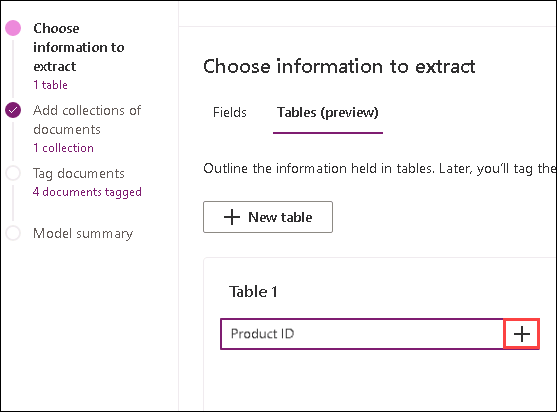 Choose
information to
extract
1 table
Add collections of
documents
1 collection
Tag documents
4 documents tagged
Model summary
Choose information to extract
Fields
Tables (preview)
Outline the information held in tables. Later, you'll tag the
+ New table
Table 1
Product ID
+